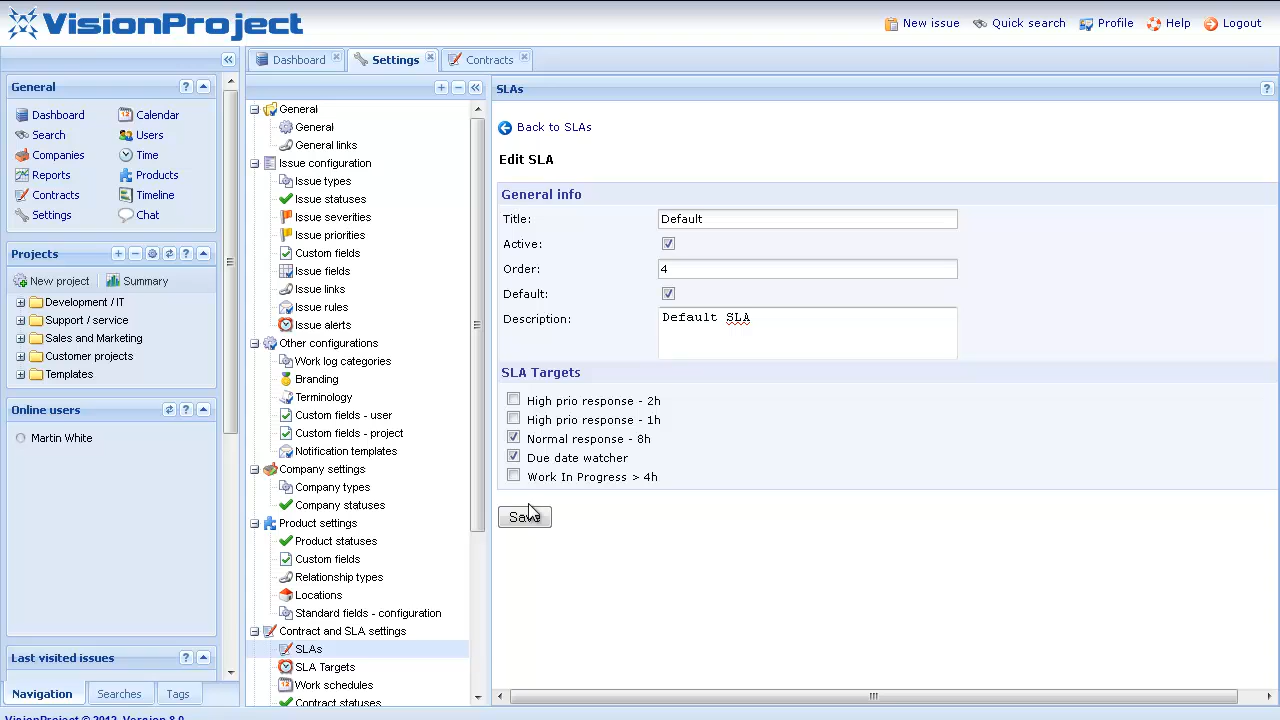 VisionProject
New issue
Quick search
Profile
Help
Logout
General
Dashboard
Calendar
Search
Users
Companies
Time
Reports
Products
Contracts
Timeline
Settings
Chat
Projects
New project
Summary
Development / IT
Support / service
Sales and Marketing
Customer projects
Templates
Online users
Martin White
Last visited issues
Navigation
Searches
Tags
Dashboard
Settings
Contracts
General
General
General links
Issue configuration
Issue types
Issue statuses
Issue severities
Issue priorities
Custom fields
Issue fields
Issue links
Issue rules
Issue alerts
Other configurations
Work log categories
Branding
Terminology
Custom fields - user
Custom fields - project
Notification templates
Company settings
Company types
Company statuses
Product settings
Product statuses
Custom fields
Relationship types
Locations
Standard fields - configuration
Contract and SLA settings
SLAs
SLA Targets
Work schedules
Contract statuses
SLAs
Back to SLAs
Edit SLA
General info
Title: Default
Active:
Order: 4
Default:
Description: Default SLA
SLA Targets
High prio response - 2h
High prio response - 1h
Normal response - 8h
Due date watcher
Work In Progress > 4h
Save
VisionProject © 2012, Version 8.0